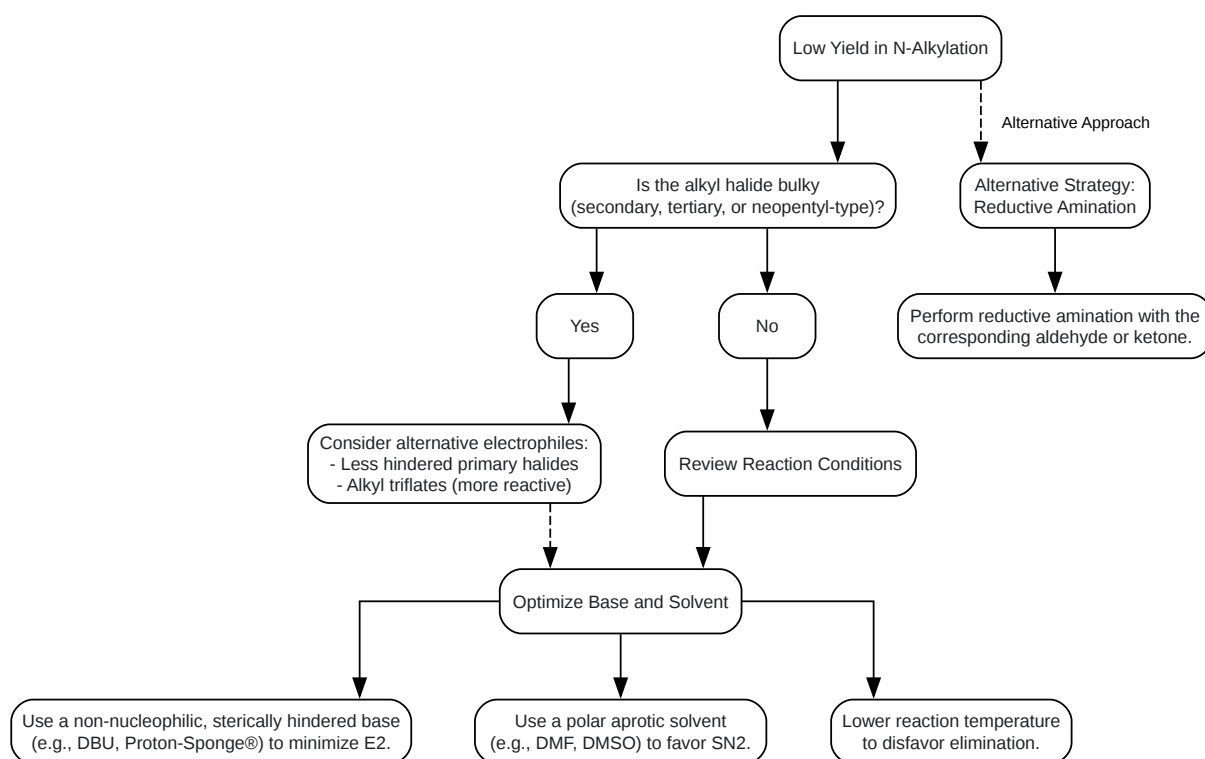 Low Yield in N-Alkylation
Alternative Approach
Is the alkyl halide bulky
(secondary, tertiary, or neopentyl-type)?
Alternative Strategy:
Reductive Amination
Yes
No
Perform reductive amination with the
corresponding aldehyde or ketone.
Consider alternative electrophiles:
- Less hindered primary halides
- Alkyl triflates (more reactive)
Review Reaction Conditions
Optimize Base and Solvent
Use a non-nucleophilic, sterically hindered base
(e.g., DBU, Proton-Sponge®) to minimize E2.
Use a polar aprotic solvent
(e.g., DMF, DMSO) to favor SN2.
Lower reaction temperature
to disfavor elimination.